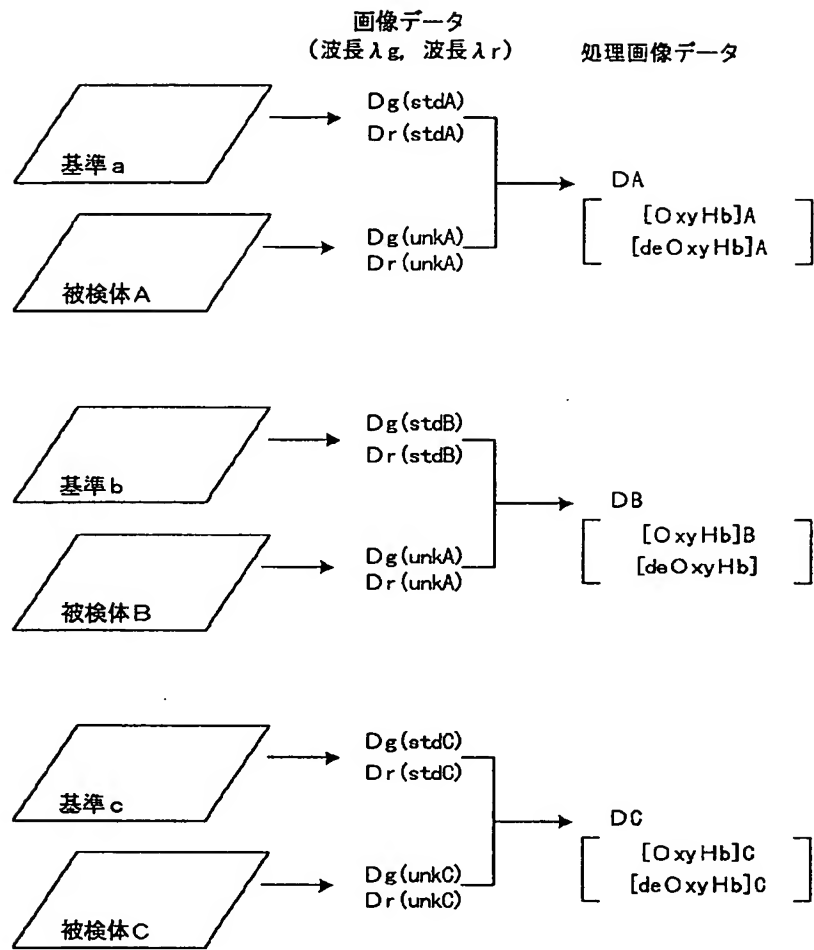 画像データ
(波長λg, 波長λr)
処理画像データ
基準a
Dg(stdA)
Dr(stdA)
被検体A
Dg(unkA)
Dr(unkA)
DA
[OxyHb]A
[deOxyHb]A
基準b
Dg(stdB)
Dr(stdB)
被検体B
Dg(unkA)
Dr(unkA)
DB
[OxyHb]B
[deOxyHb]
基準c
Dg(stdC)
Dr(stdC)
被検体C
Dg(unkC)
Dr(unkC)
DC
[OxyHb]C
[deOxyHb]C